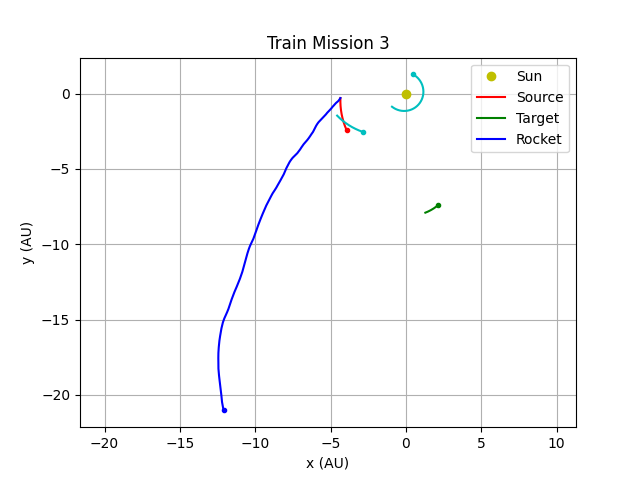 Train Mission 3
Sun
Source
Target
Rocket
0
−5
−10
−15
−20
y (AU)
−20 −15 −10 −5 0 5 10
x (AU)